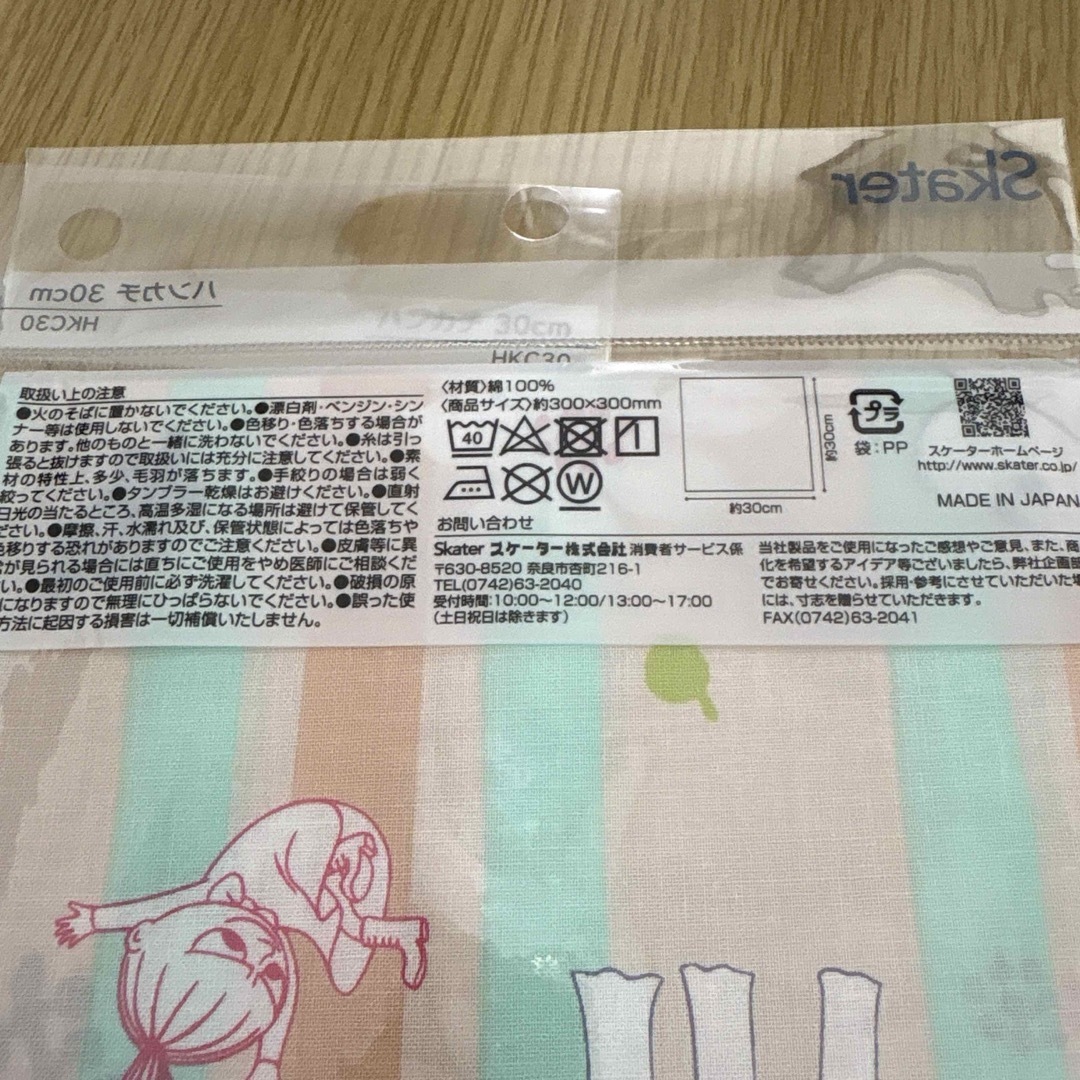 Skater
ハンカチ 30cm
HKC30
ハンカチ 30cm
HKC30
取扱い上の注意
●火のそばに置かないでください。●漂白剤・ベンジン・シン
ナー等は使用しないでください。●色移り・色落ちする場合が
あります。他のものと一緒に洗わないでください。●糸は引っ
張ると抜けますので取扱いには充分に注意してください。●素
材の特性上、多少、毛羽が落ちます。●手絞りの場合は弱く
絞ってください。●タンブラー乾燥はお避けください。●直射
日光の当たるところ、高温多湿になる場所は避けて保管してく
ださい。●摩擦、汗、水濡れ及び、保管状態によっては色落ちや
色移りする恐れがありますのでご注意ください。●皮膚等に異
常が見られる場合には直ちにご使用をやめ医師にご相談くだ
い。●最初のご使用前に必ず洗濯してください。●破損の原
になりますので無理にひっぱらないでください。●誤った使
方法に起因する損害は一切補償いたしません。
〈材質〉綿100%
〈商品サイズ〉約300×300mm
40
W
約30cm
約30cm
プラ
袋:PP
スケーターホームページ
http://www.skater.co.jp/
MADE IN JAPAN
お問い合わせ
Skater スケーター株式会社 消費者サービス係
〒630-8520 奈良市杏町216-1
TEL(0742)63-2040
受付時間:10:00〜12:00/13:00〜17:00
(土日祝日は除きます)
当社製品をご使用になったご感想やご意見、また、商
化を希望するアイデア等ございましたら、弊社企画
でお寄せください。採用・参考にさせていただいた場
には、寸志を贈らせていただきます。
FAX(0742)63-2041